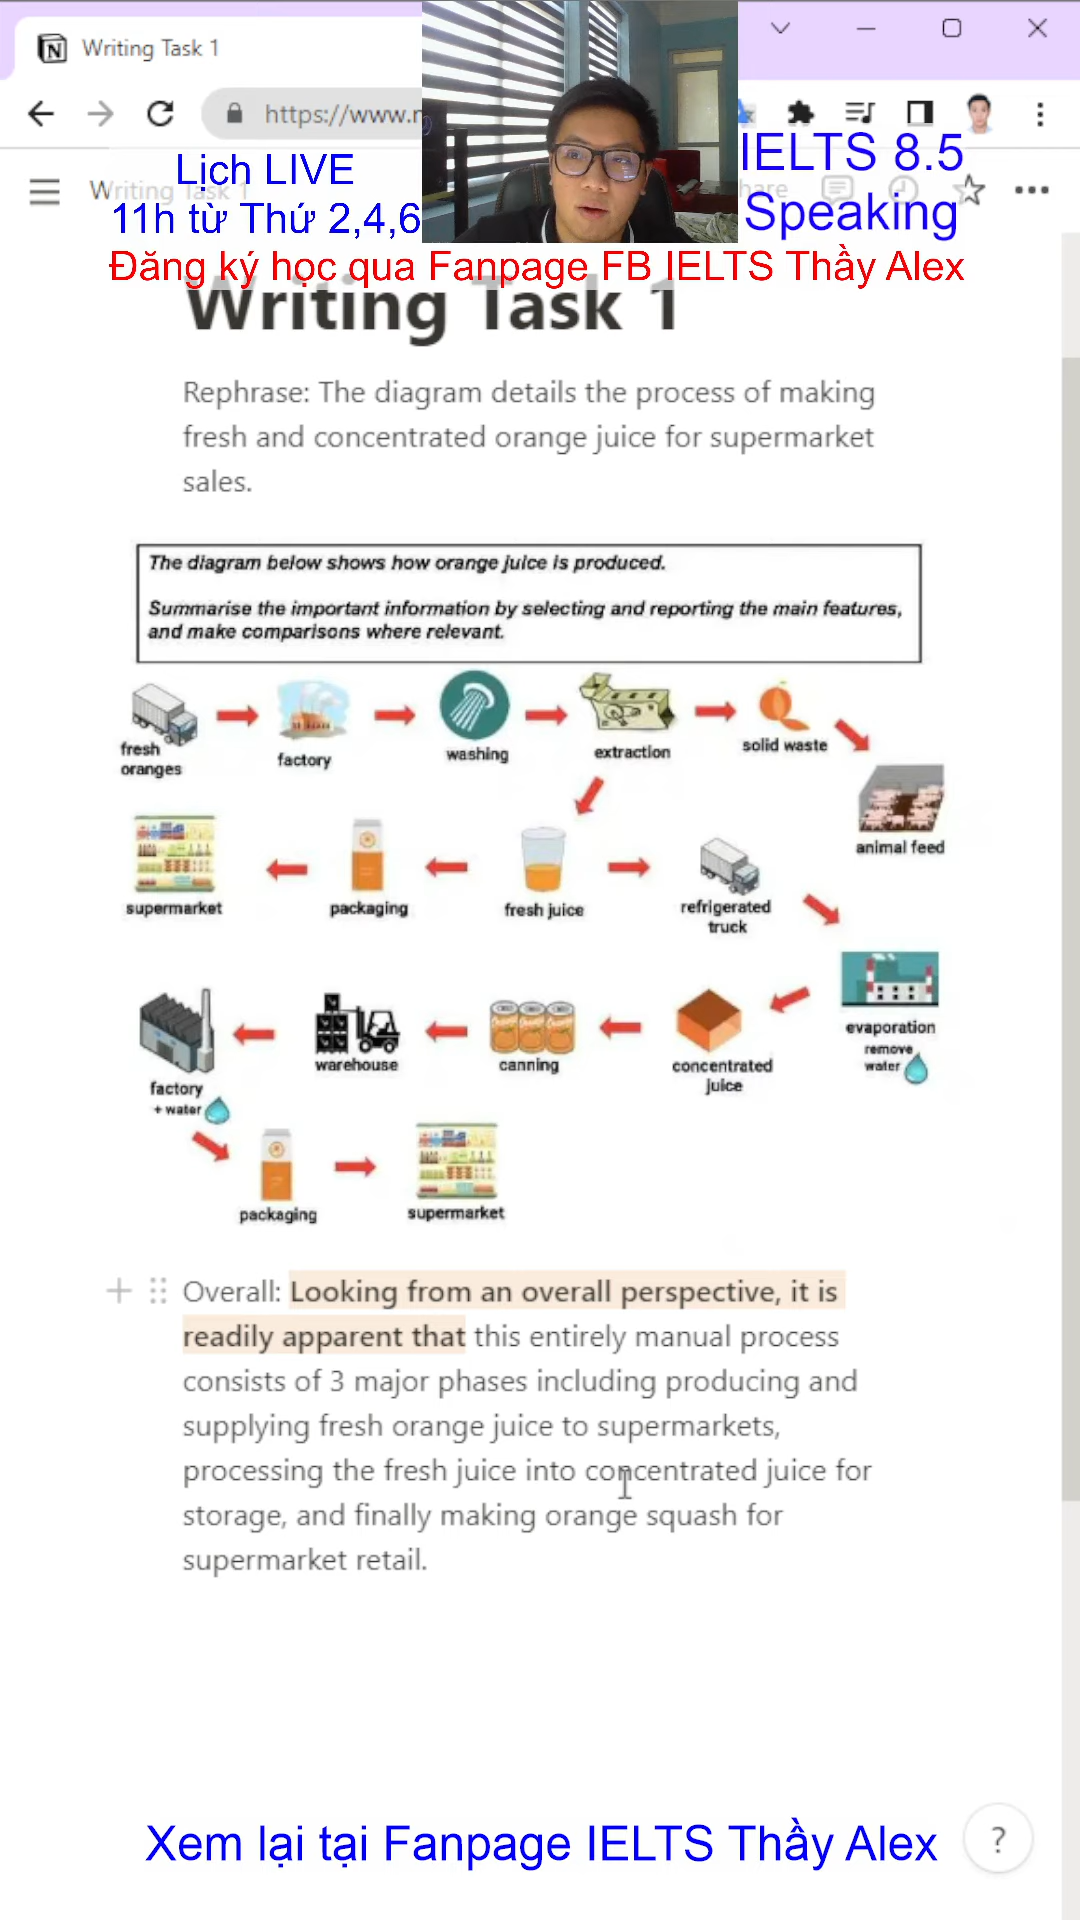 Writing Task 1
https://www.n
Lịch LIVE
11h từ Thứ 2,4,6
IELTS 8.5
Speaking
Writing Task 1
Đăng ký học qua Fanpage FB IELTS Thầy Alex
Writing Task 1
Rephrase: The diagram details the process of making
fresh and concentrated orange juice for supermarket
sales.
The diagram below shows how orange juice is produced.
Summarise the important information by selecting and reporting the main features,
and make comparisons where relevant.
fresh
oranges
factory
washing
extraction
solid waste
animal feed
supermarket
packaging
fresh juice
refrigerated
truck
evaporation
remove
water
concentrated
juice
canning
warehouse
factory
+ water
packaging
supermarket
Overall: Looking from an overall perspective, it is
readily apparent that this entirely manual process
consists of 3 major phases including producing and
supplying fresh orange juice to supermarkets,
processing the fresh juice into concentrated juice for
storage, and finally making orange squash for
supermarket retail.
Xem lại tại Fanpage IELTS Thầy Alex
?